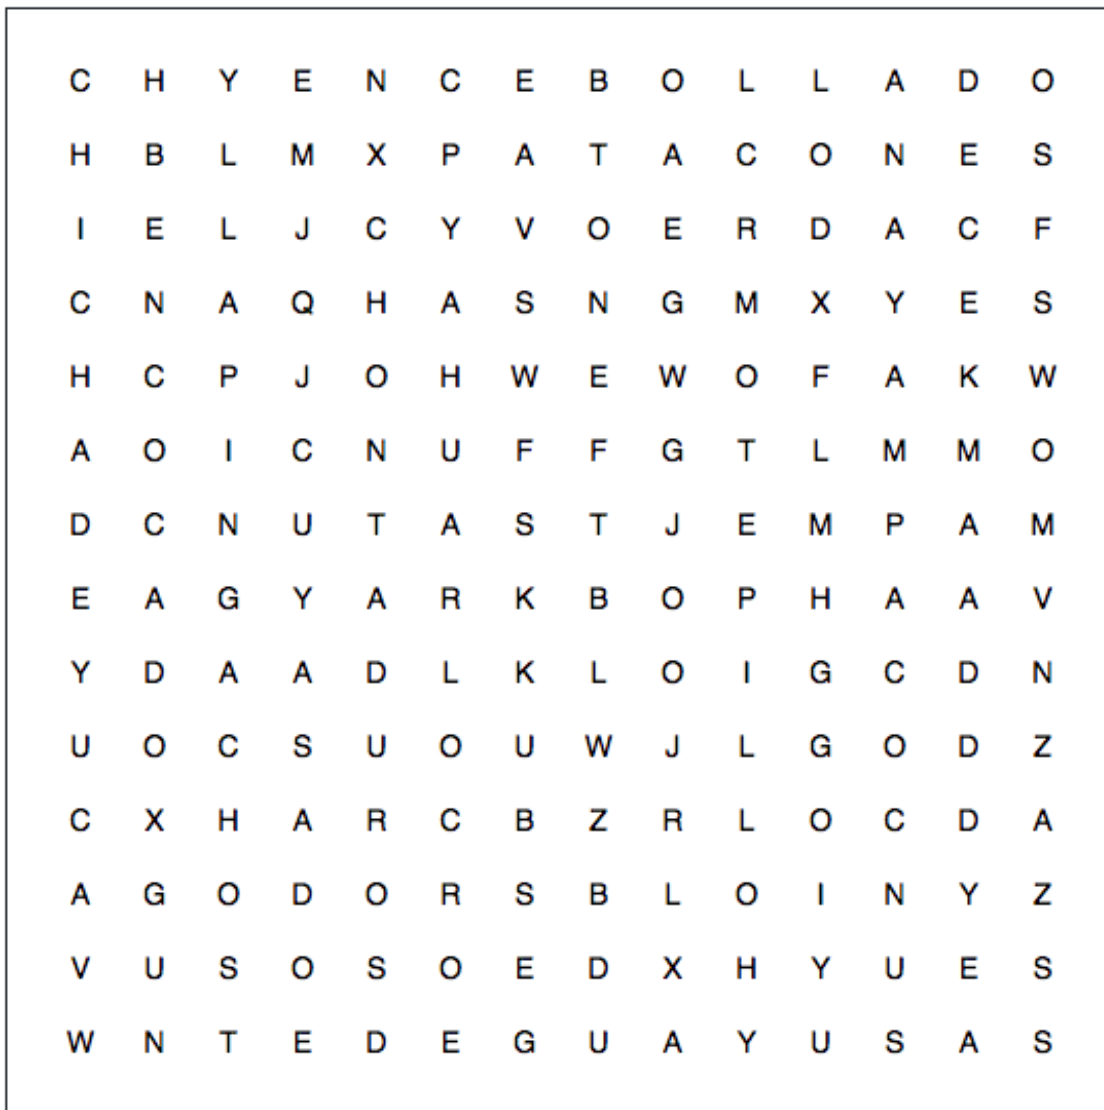 C H Y E N C E B O L L A D O
H B L M X P A T A C O N E S
I E L J C Y V O E R D A C F
C N A Q H A S N G M X Y E S
H C P J O H W E W O F A K W
A O I C N U F F G T L M M O
D C N U T A S T J E M P A M
E A G Y A R K B O P H A A V
Y D A A D L K L O I G C D N
U O C S U O U W J L G O D Z
C X H A R C B Z R L O C D A
A G O D O R S B L O I N Y Z
V U S O S O E D X H Y U E S
W N T E D E G U A Y U S A S